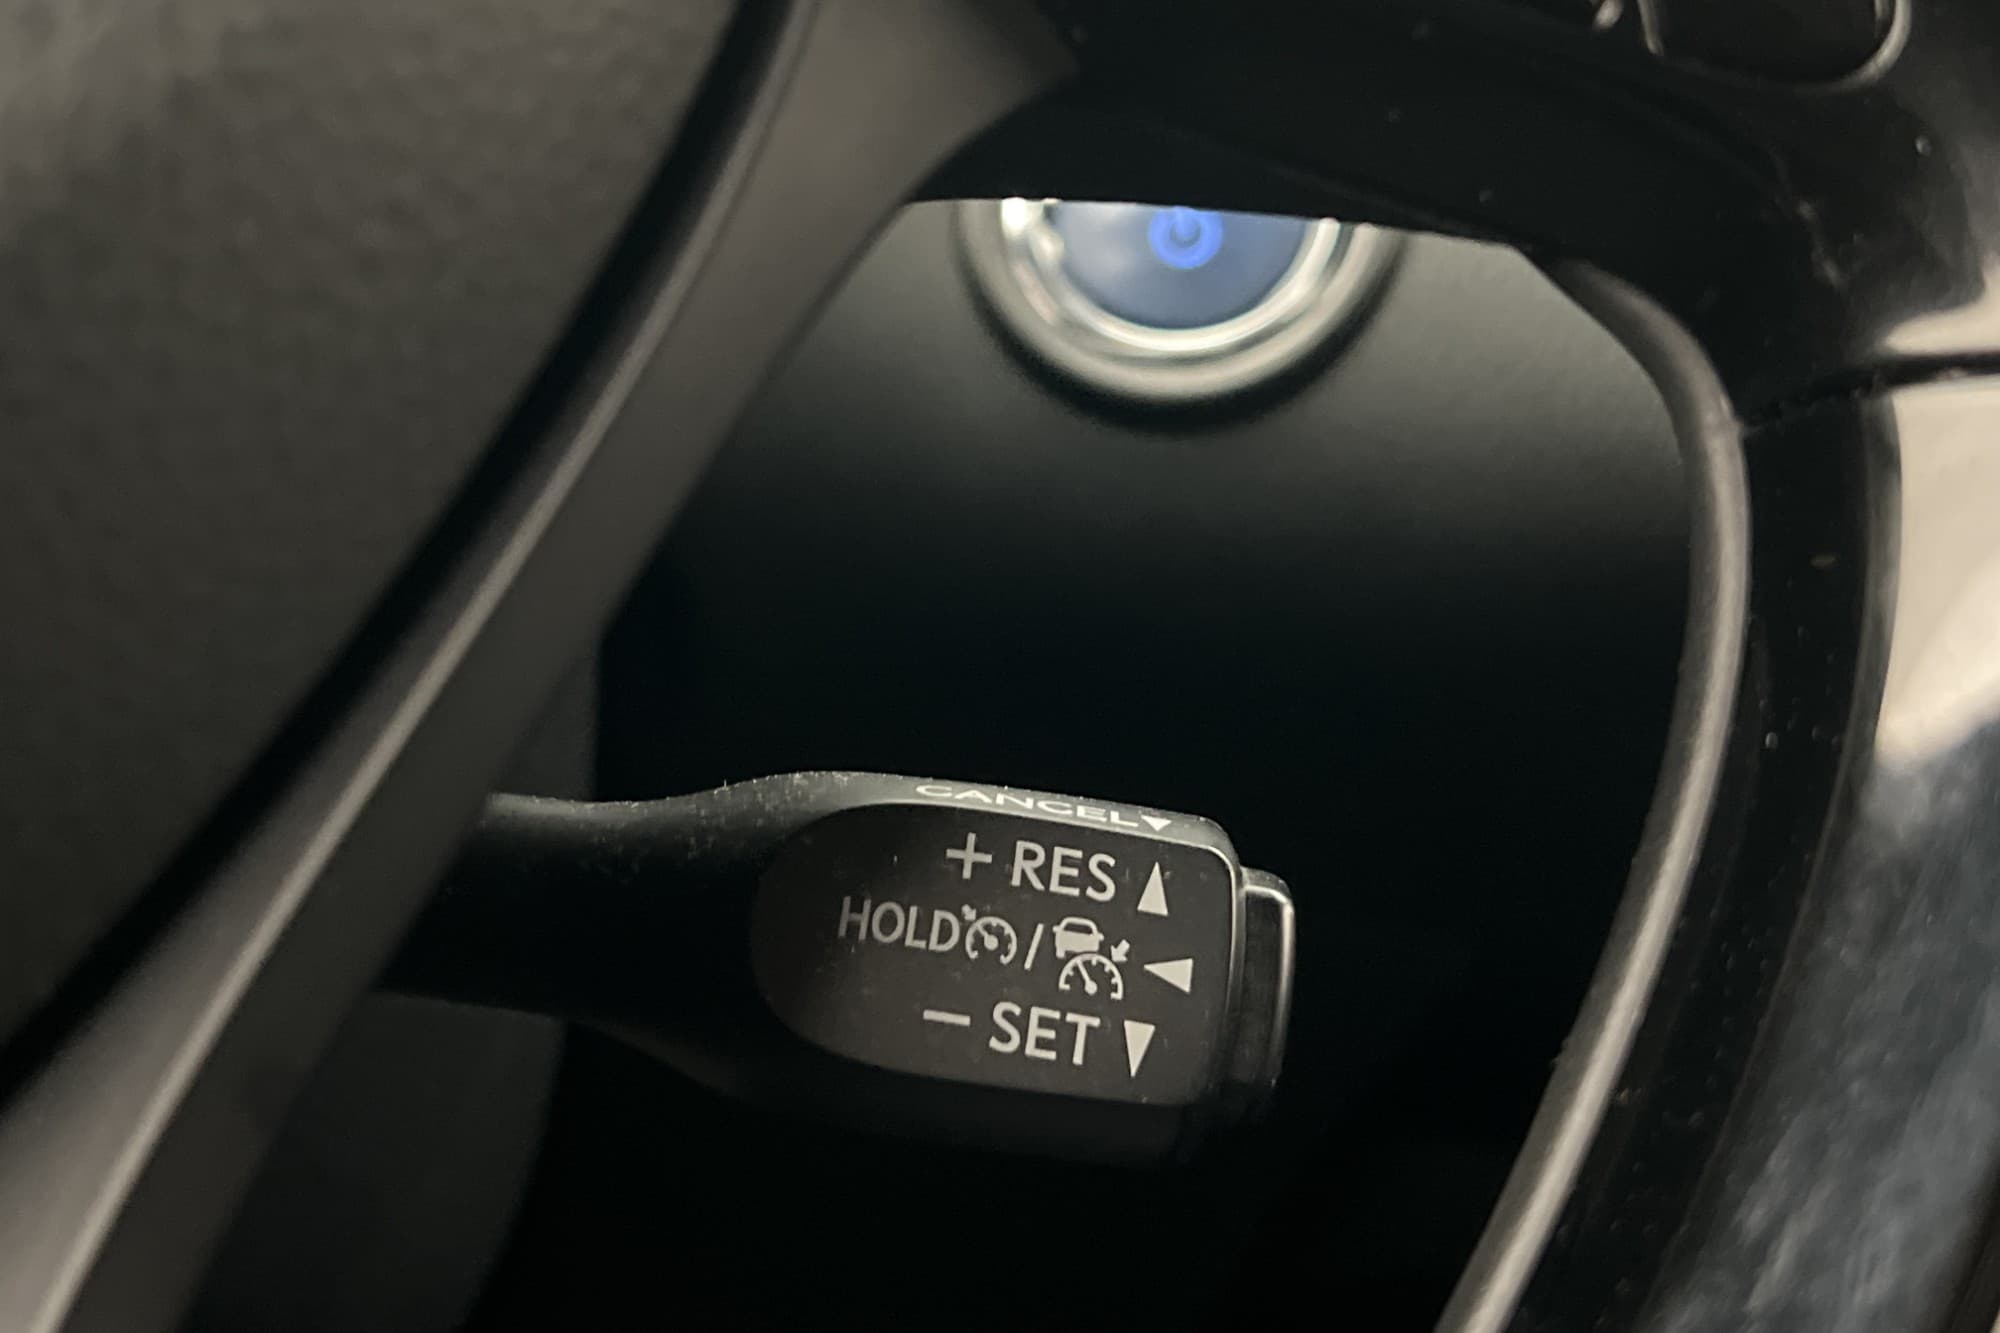 CANCEL
+ RES
HOLD /
− SET